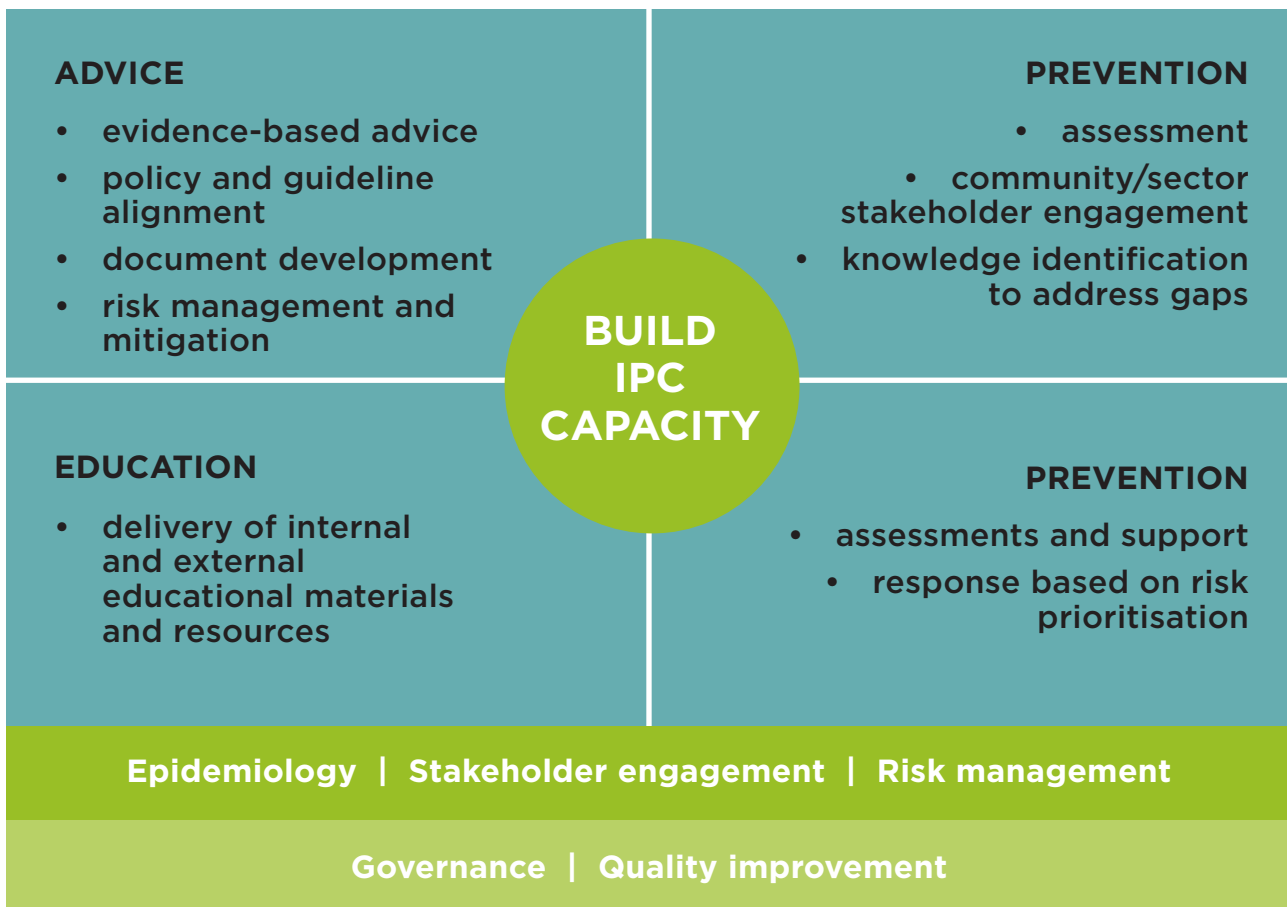 ADVICE
• evidence-based advice
• policy and guideline
alignment
• document development
• risk management and
mitigation
PREVENTION
• assessment
• community/sector
stakeholder engagement
• knowledge identification
to address gaps
BUILD
IPC
CAPACITY
EDUCATION
• delivery of internal
and external
educational materials
and resources
PREVENTION
• assessments and support
• response based on risk
prioritisation
Epidemiology | Stakeholder engagement | Risk management
Governance | Quality improvement